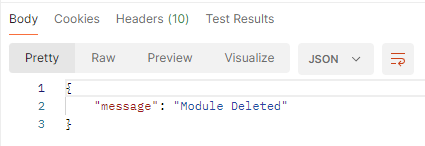 Body Cookies Headers (10) Test Results
Pretty Raw Preview Visualize JSON
1 {
2 "message": "Module Deleted"
3 }